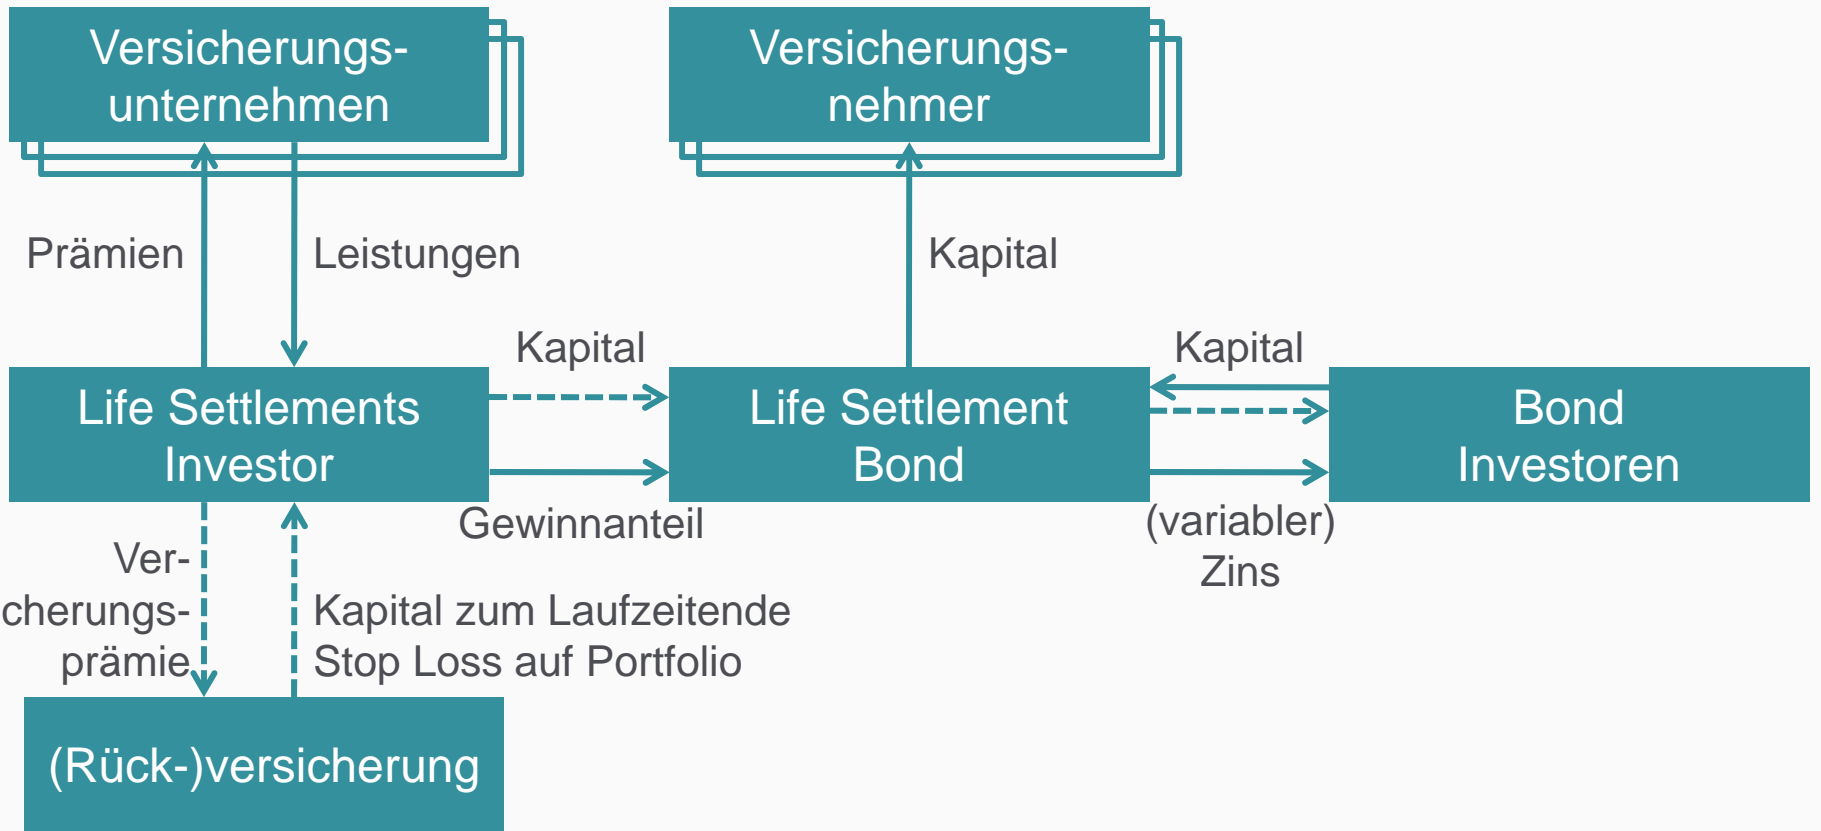 Versicherungs-
unternehmen
Versicherungs-
nehmer
Prämien
Leistungen
Kapital
Kapital
Kapital
Life Settlements
Investor
Life Settlement
Bond
Bond
Investoren
Gewinnanteil
(variabler)
Zins
Ver-
cherungs-
prämie
Kapital zum Laufzeitende
Stop Loss auf Portfolio
(Rück-)versicherung